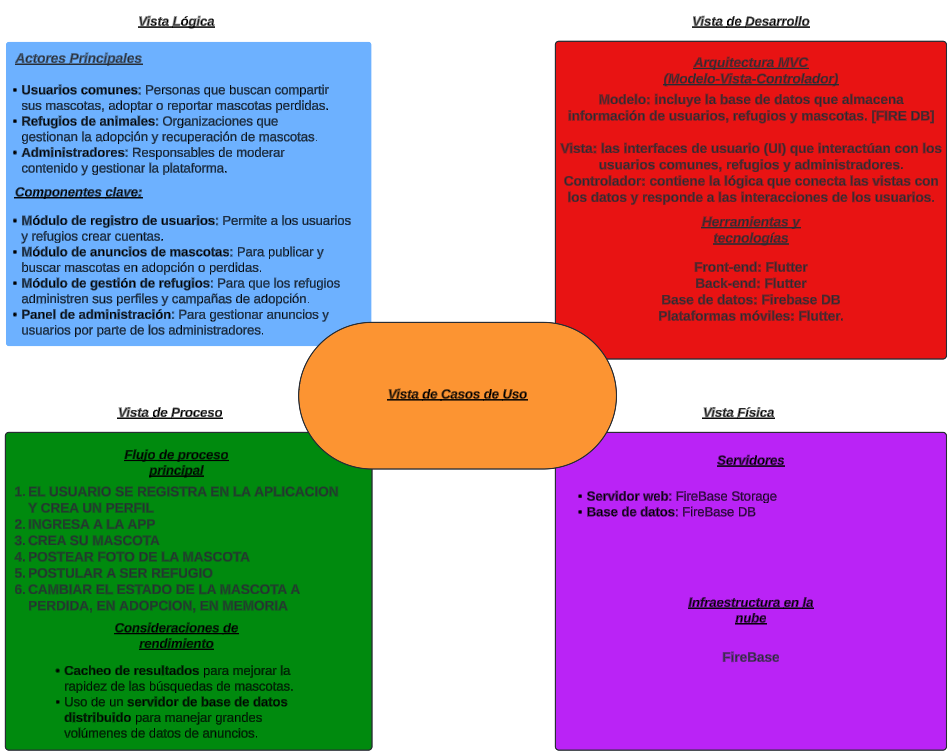 Vista Lógica
Actores Principales
• Usuarios comunes: Personas que buscan compartir
sus mascotas, adoptar o reportar mascotas perdidas.
• Refugios de animales: Organizaciones que
gestionan la adopción y recuperación de mascotas.
• Administradores: Responsables de moderar
contenido y gestionar la plataforma.
Componentes clave:
• Módulo de registro de usuarios: Permite a los usuarios
y refugios crear cuentas.
• Módulo de anuncios de mascotas: Para publicar y
buscar mascotas en adopción o perdidas.
• Módulo de gestión de refugios: Para que los refugios
administren sus perfiles y campañas de adopción.
• Panel de administración: Para gestionar anuncios y
usuarios por parte de los administradores.
Vista de Desarrollo
Arquitectura MVC
(Modelo-Vista-Controlador)
Modelo: incluye la base de datos que almacena
información de usuarios, refugios y mascotas. [FIRE DB]
Vista: las interfaces de usuario (UI) que interactúan con los
usuarios comunes, refugios y administradores.
Controlador: contiene la lógica que conecta las vistas con
los datos y responde a las interacciones de los usuarios.
Herramientas y
tecnologías
Front-end: Flutter
Back-end: Flutter
Base de datos: Firebase DB
Plataformas móviles: Flutter.
Vista de Casos de Uso
Vista de Proceso
Flujo de proceso
principal
1. EL USUARIO SE REGISTRA EN LA APLICACION
Y CREA UN PERFIL
2. INGRESA A LA APP
3. CREA SU MASCOTA
4. POSTEAR FOTO DE LA MASCOTA
5. POSTULAR A SER REFUGIO
6. CAMBIAR EL ESTADO DE LA MASCOTA A
PERDIDA, EN ADOPCION, EN MEMORIA
Consideraciones de
rendimiento
• Cacheo de resultados para mejorar la
rapidez de las búsquedas de mascotas.
• Uso de un servidor de base de datos
distribuido para manejar grandes
volúmenes de datos de anuncios.
Vista Física
Servidores
• Servidor web: FireBase Storage
• Base de datos: FireBase DB
Infraestructura en la
nube
FireBase